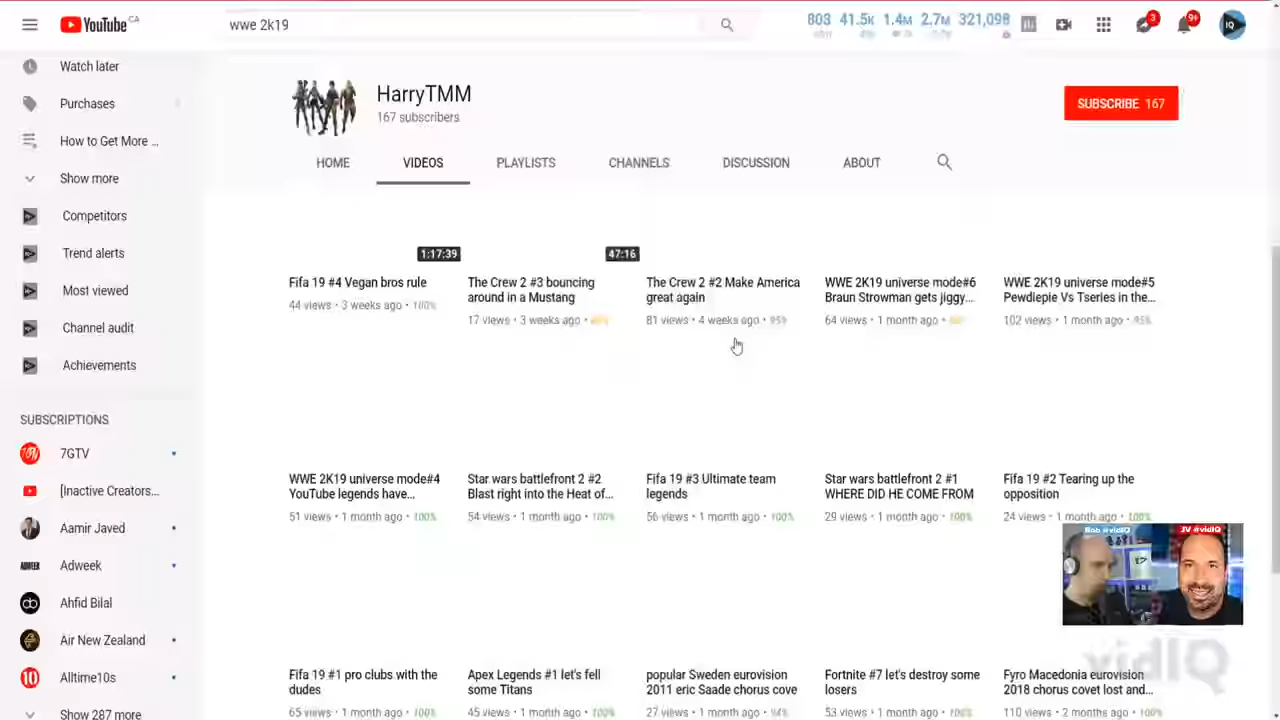 YouTube CA
wwe 2k19
803 41.5K 1.4M 2.7M 321,098
3
9+
IQ
Watch later
Purchases
How to Get More ...
Show more
Competitors
Trend alerts
Most viewed
Channel audit
Achievements
SUBSCRIPTIONS
7GTV
[Inactive Creators...
Aamir Javed
ADWEEK Adweek
Ahfid Bilal
Air New Zealand
10 Alltime10s
Show 287 more
HarryTMM
167 subscribers
SUBSCRIBE 167
HOME VIDEOS PLAYLISTS CHANNELS DISCUSSION ABOUT
1:17:39
47:16
Fifa 19 #4 Vegan bros rule
44 views • 3 weeks ago • 100%
The Crew 2 #3 bouncing
around in a Mustang
17 views • 3 weeks ago •
The Crew 2 #2 Make America
great again
81 views • 4 weeks ago • 95%
WWE 2K19 universe mode#6
Braun Strowman gets jiggy...
64 views • 1 month ago •
WWE 2K19 universe mode#5
Pewdiepie Vs Tseries in the...
102 views • 1 month ago • 95%
WWE 2K19 universe mode#4
YouTube legends have...
51 views • 1 month ago • 100%
Star wars battlefront 2 #2
Blast right into the Heat of...
54 views • 1 month ago • 100%
Fifa 19 #3 Ultimate team
legends
56 views • 1 month ago • 100%
Star wars battlefront 2 #1
WHERE DID HE COME FROM
29 views • 1 month ago • 100%
Fifa 19 #2 Tearing up the
opposition
24 views • 1 month ago • 100%
Rob #vidIQ
JV #vidIQ
vidIQ
Fifa 19 #1 pro clubs with the
dudes
65 views • 1 month ago • 100%
Apex Legends #1 let's fell
some Titans
45 views • 1 month ago • 100%
popular Sweden eurovision
2011 eric Saade chorus cove
27 views • 1 month ago • 94%
Fortnite #7 let's destroy some
losers
53 views • 1 month ago • 100%
Fyro Macedonia eurovision
2018 chorus covet lost and...
110 views • 2 months ago • 100%